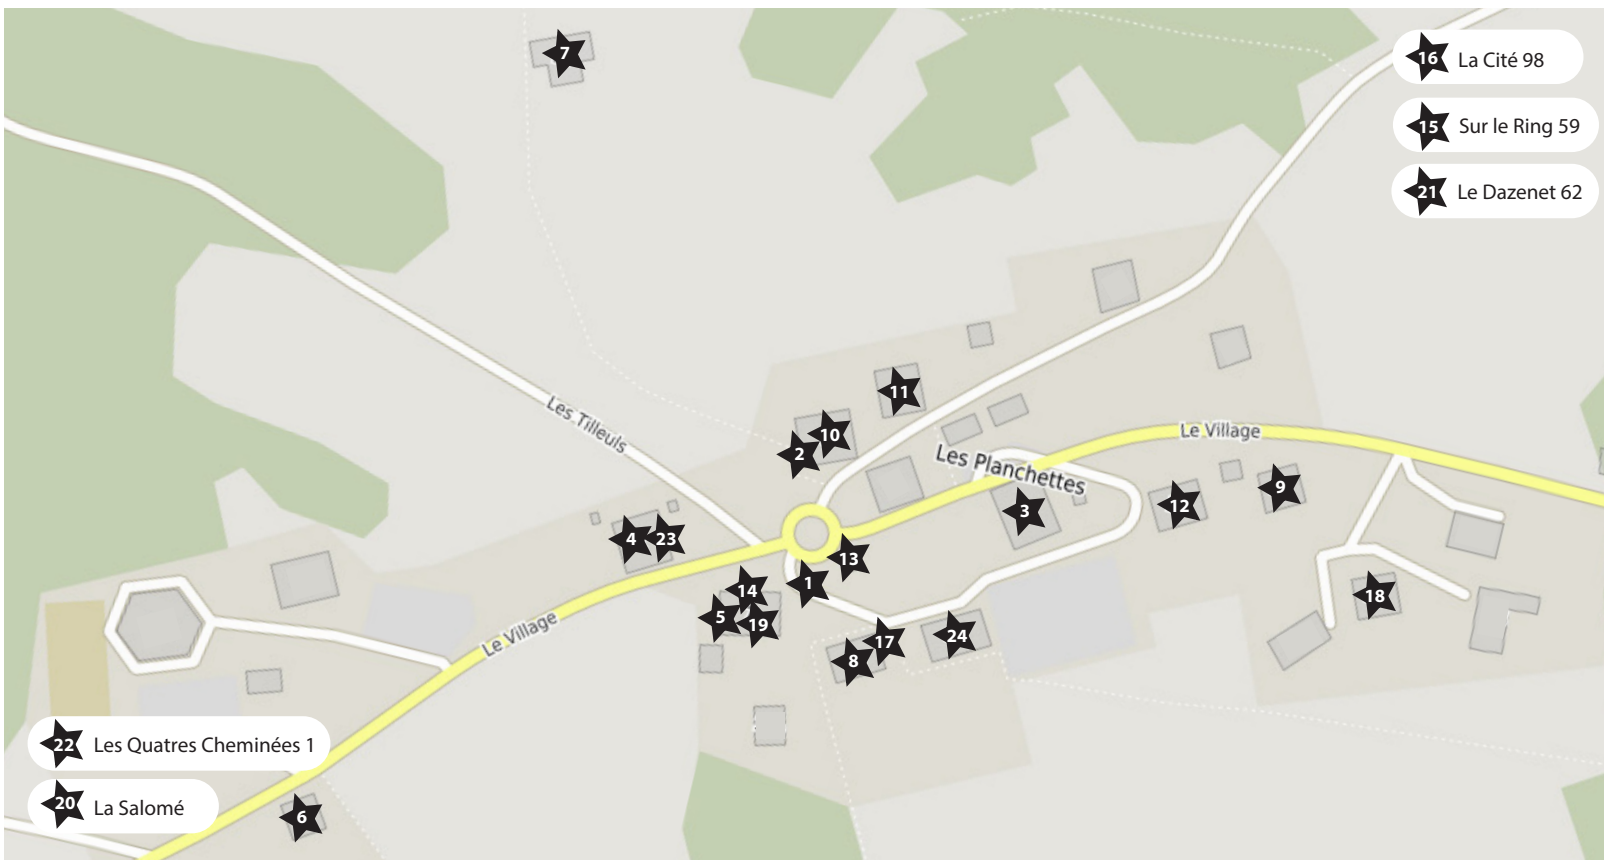 7
16 La Cité 98
15 Sur le Ring 59
21 Le Dazenet 62
11
Les Tilleuls
10
2
Le Village
Les Planchettes
9
12
3
4
23
13
1
14
5
19
18
17
24
8
Le Village
22 Les Quatres Cheminées 1
20 La Salomé
6